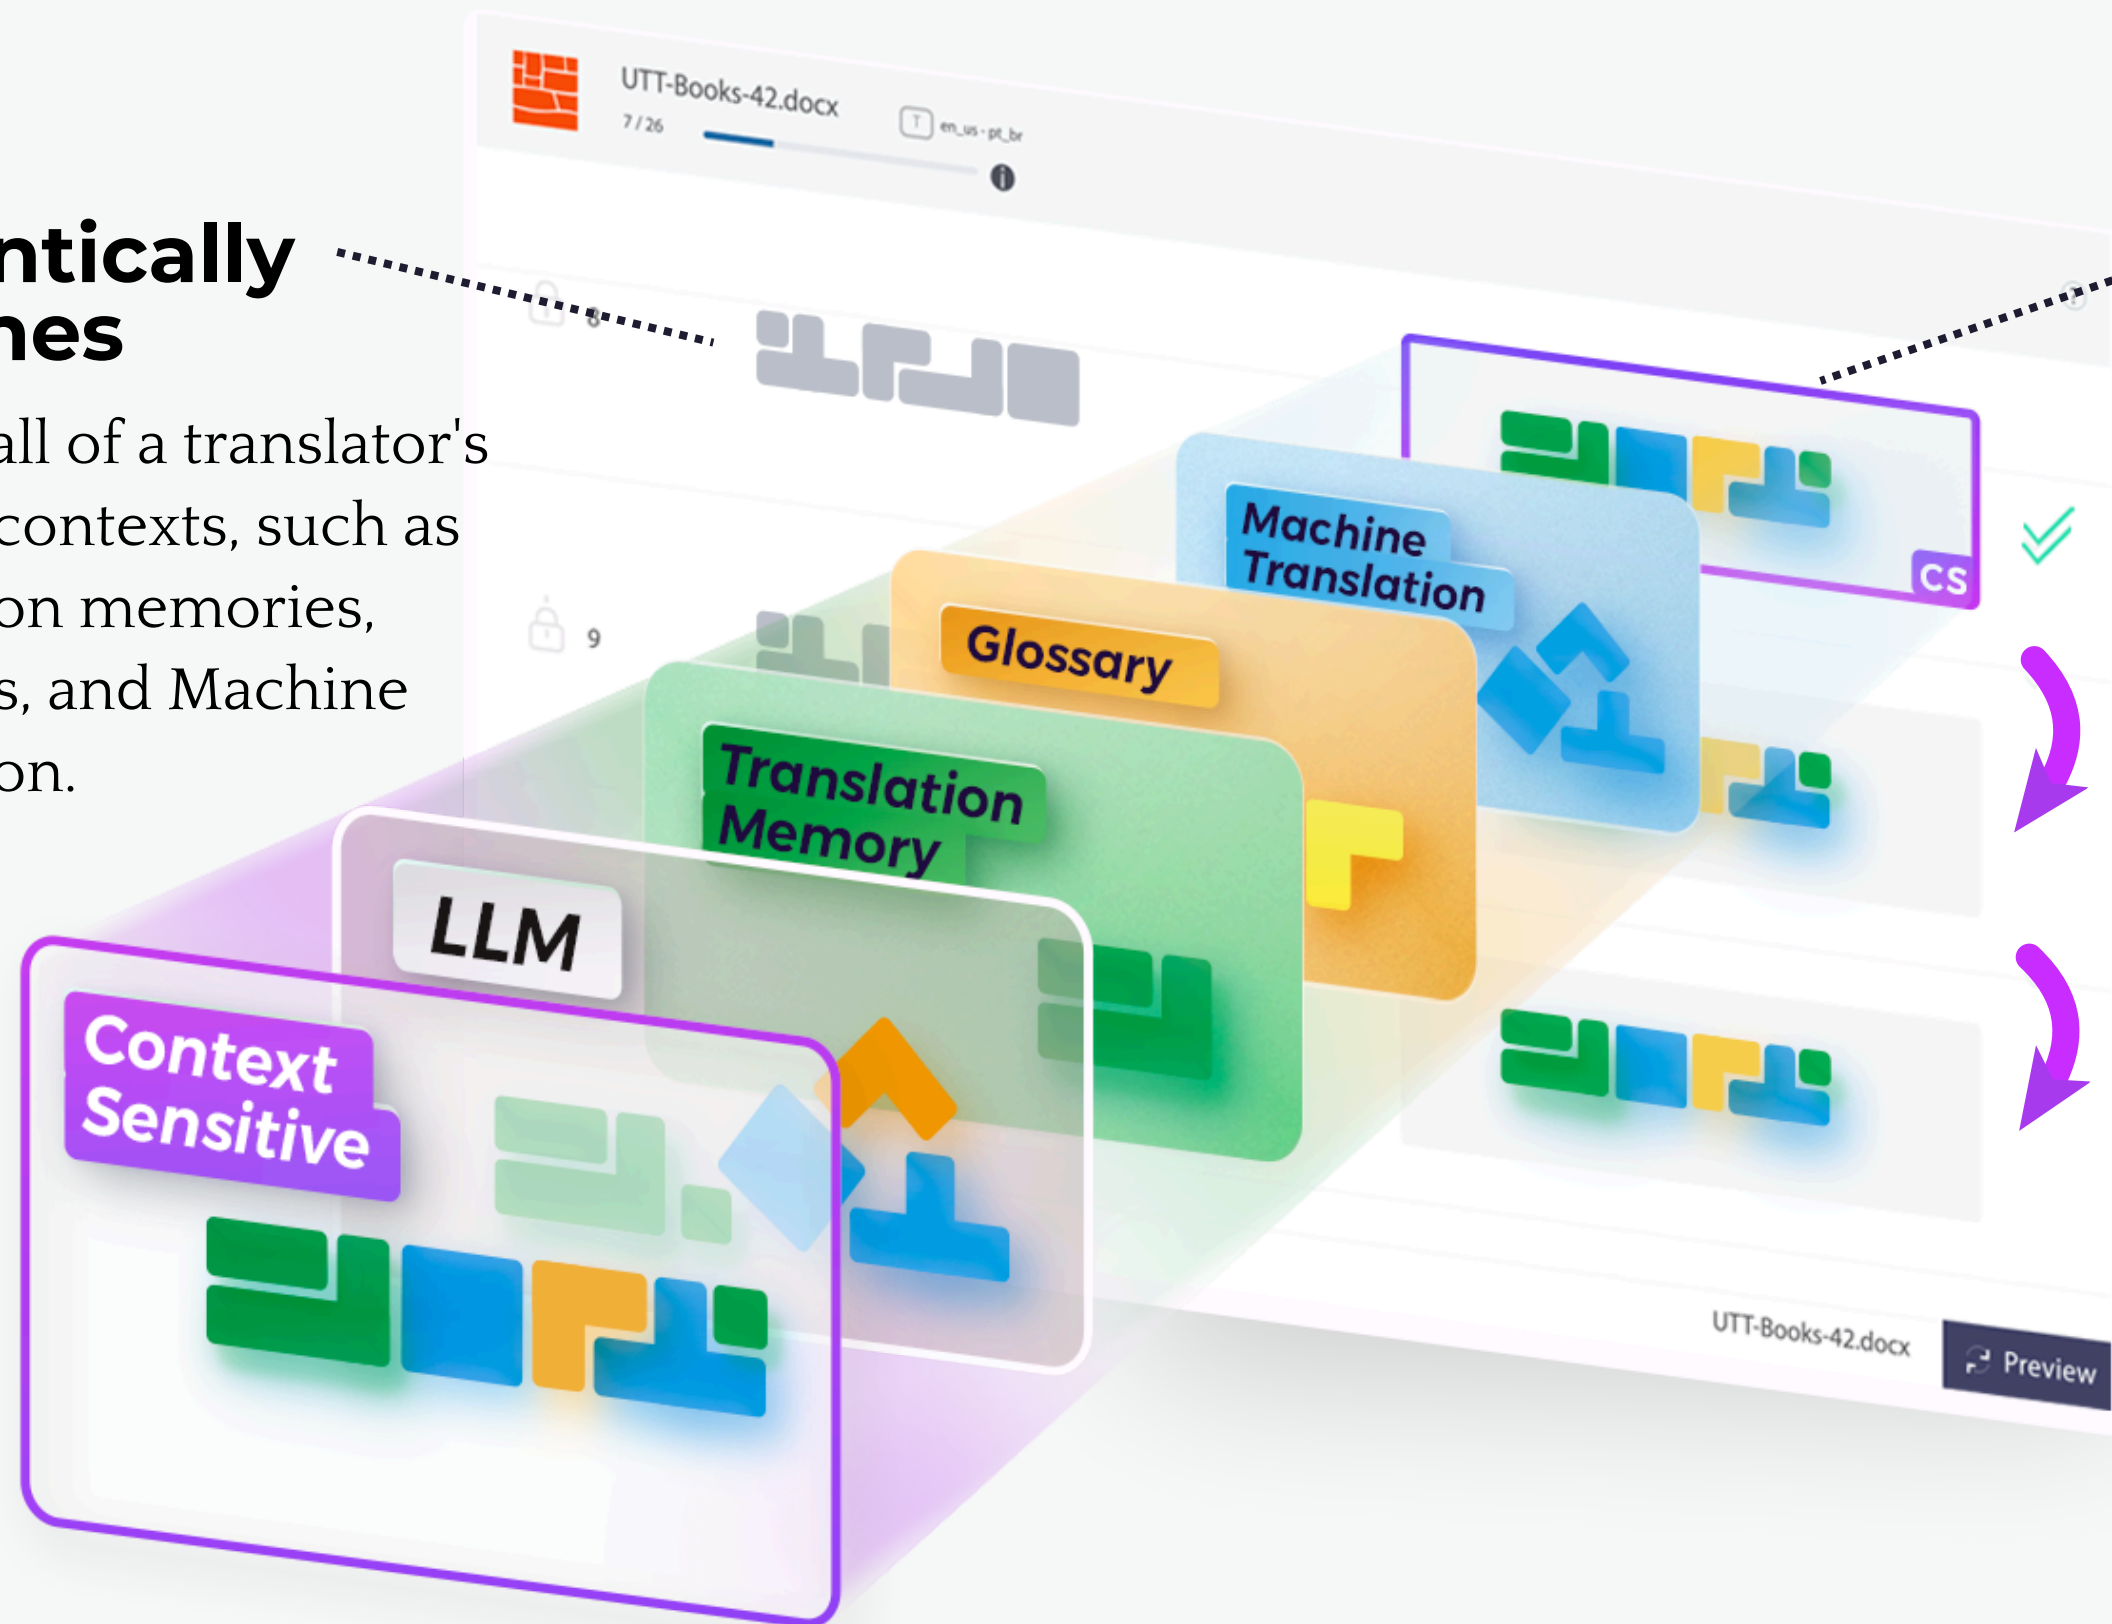 UTT-Books-42.docx
7 / 26
T
en_us - pt_br
ntically
nes
all of a translator's
contexts, such as
on memories,
s, and Machine
on.
8
9
CS
Machine
Translation
Glossary
Translation
Memory
LLM
Context
Sensitive
UTT-Books-42.docx
Preview